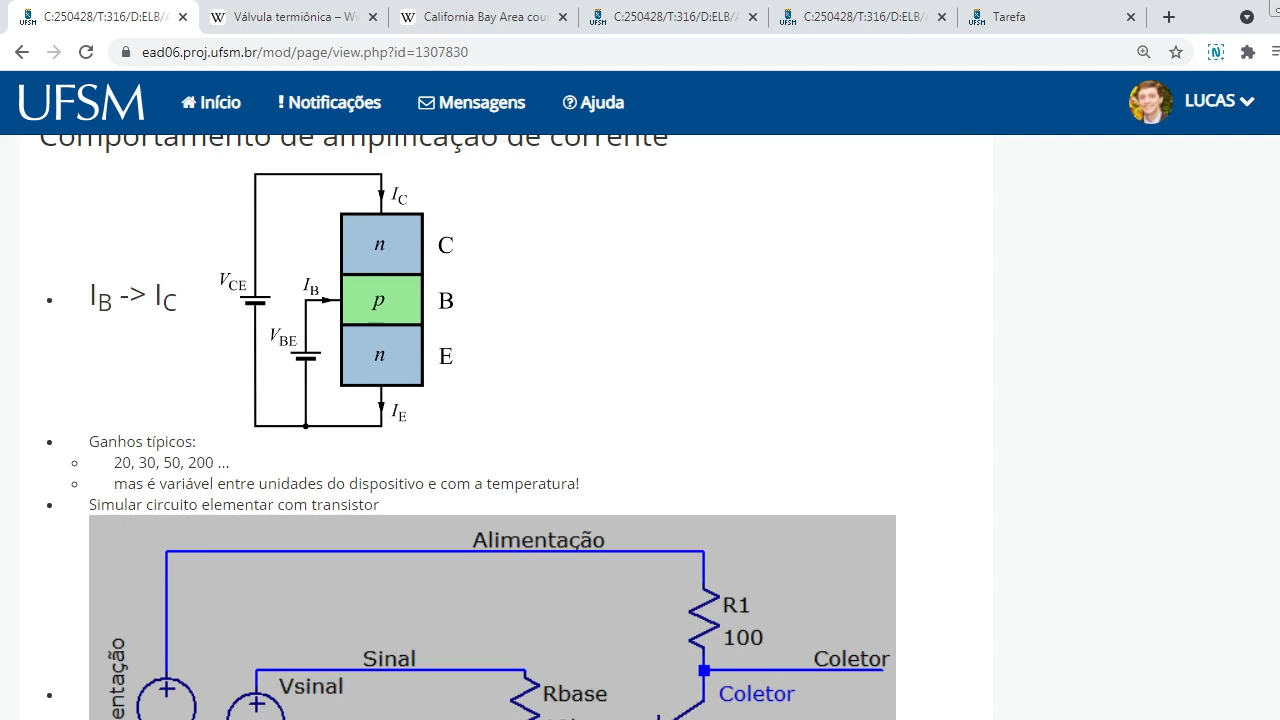 C:250428/T:316/D:ELB/A
Válvula termiônica – Wi
California Bay Area cour
C:250428/T:316/D:ELB/A
C:250428/T:316/D:ELB/A
Tarefa
ead06.proj.ufsm.br/mod/page/view.php?id=1307830
UFSM
Início
! Notificações
Mensagens
Ajuda
LUCAS
Comportamento de amplificação de corrente
IC
n
C
IB -> IC
VCE
IB
p
B
VBE
n
E
IE
Ganhos típicos:
20, 30, 50, 200 ...
mas é variável entre unidades do dispositivo e com a temperatura!
Simular circuito elementar com transistor
Alimentação
R1
100
Sinal
Coletor
entação
Vsinal
Rbase
Coletor